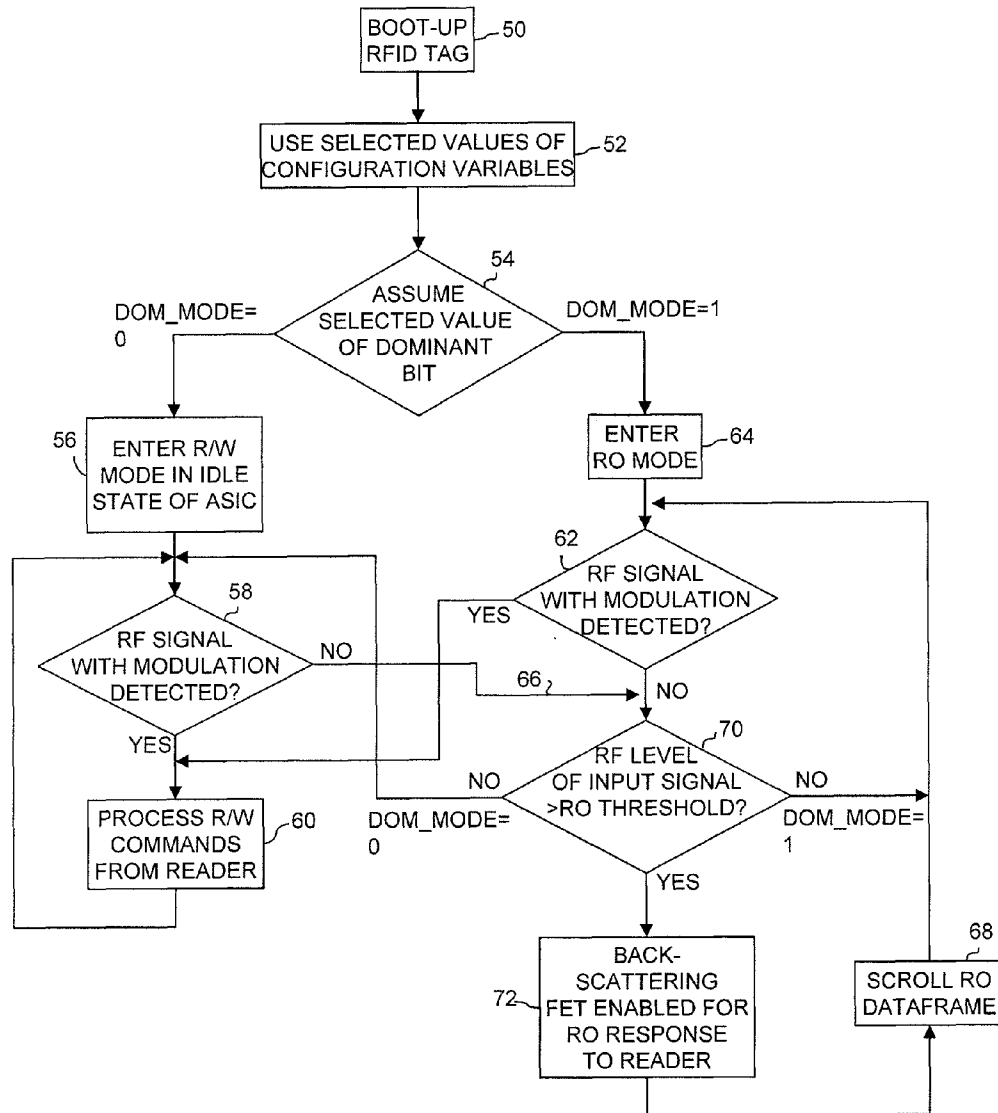 BOOT-UP
RFID TAG
50
USE SELECTED VALUES OF
CONFIGURATION VARIABLES
52
54
ASSUME
SELECTED VALUE
OF DOMINANT
BIT
DOM_MODE=
0
DOM_MODE=1
56
ENTER R/W
MODE IN IDLE
STATE OF ASIC
ENTER
RO MODE
64
58
RF SIGNAL
WITH MODULATION
DETECTED?
NO
YES
62
RF SIGNAL
WITH MODULATION
DETECTED?
YES
NO
66
PROCESS R/W
COMMANDS
FROM READER
60
70
RF LEVEL
OF INPUT SIGNAL
>RO THRESHOLD?
NO
DOM_MODE=
0
NO
DOM_MODE=
1
YES
72
BACK-
SCATTERING
FET ENABLED FOR
RO RESPONSE
TO READER
68
SCROLL RO
DATAFRAME